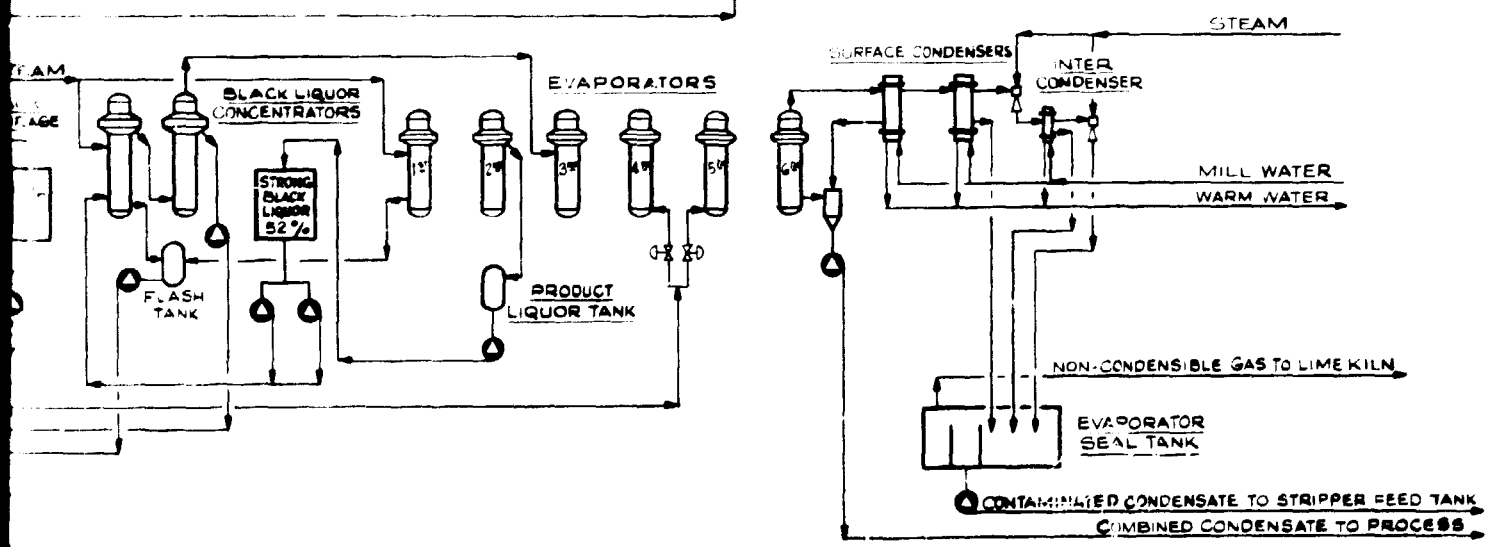 STEAM
SURFACE CONDENSERS
INTER
CONDENSER
EVAPORATORS
BLACK LIQUOR
CONCENTRATORS
1ST
2ND
3RD
4TH
5TH
6TH
STRONG
BLACK
LIQUOR
52%
MILL WATER
WARM WATER
FLASH
TANK
PRODUCT
LIQUOR TANK
NON-CONDENSIBLE GAS TO LIME KILN
EVAPORATOR
SEAL TANK
CONTAMINATED CONDENSATE TO STRIPPER FEED TANK
COMBINED CONDENSATE TO PROCESS